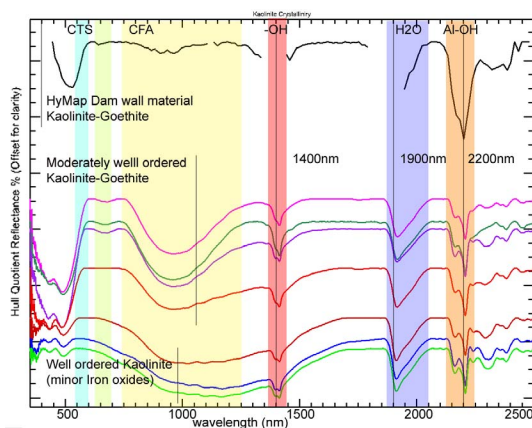 Kaolinite Crystallinity
CTS CFA -OH H2O Al-OH
HyMap Dam wall material
Kaolinite-Goethite
Moderately welll ordered
Kaolinite-Goethite
1400nm 1900nm 2200nm
Well ordered Kaolinite
(minor Iron oxides)
Hull Quotient Reflectance % (Offset for clarity)
500 1000 1500 2000 2500
wavelength (nm)